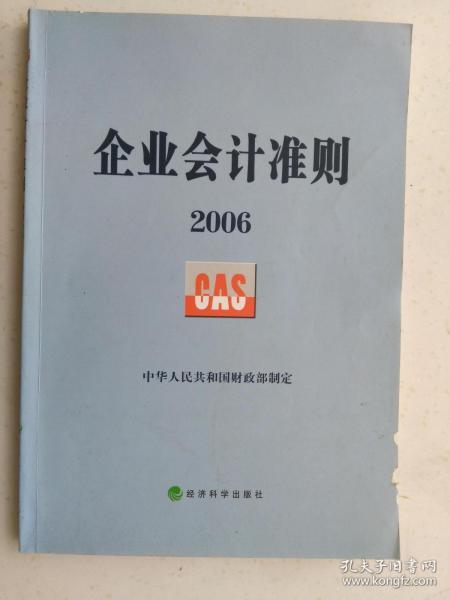 企业会计准则
2006
CAS
中华人民共和国财政部制定
经济科学出版社
孔夫子旧书网
www.kongfz.com